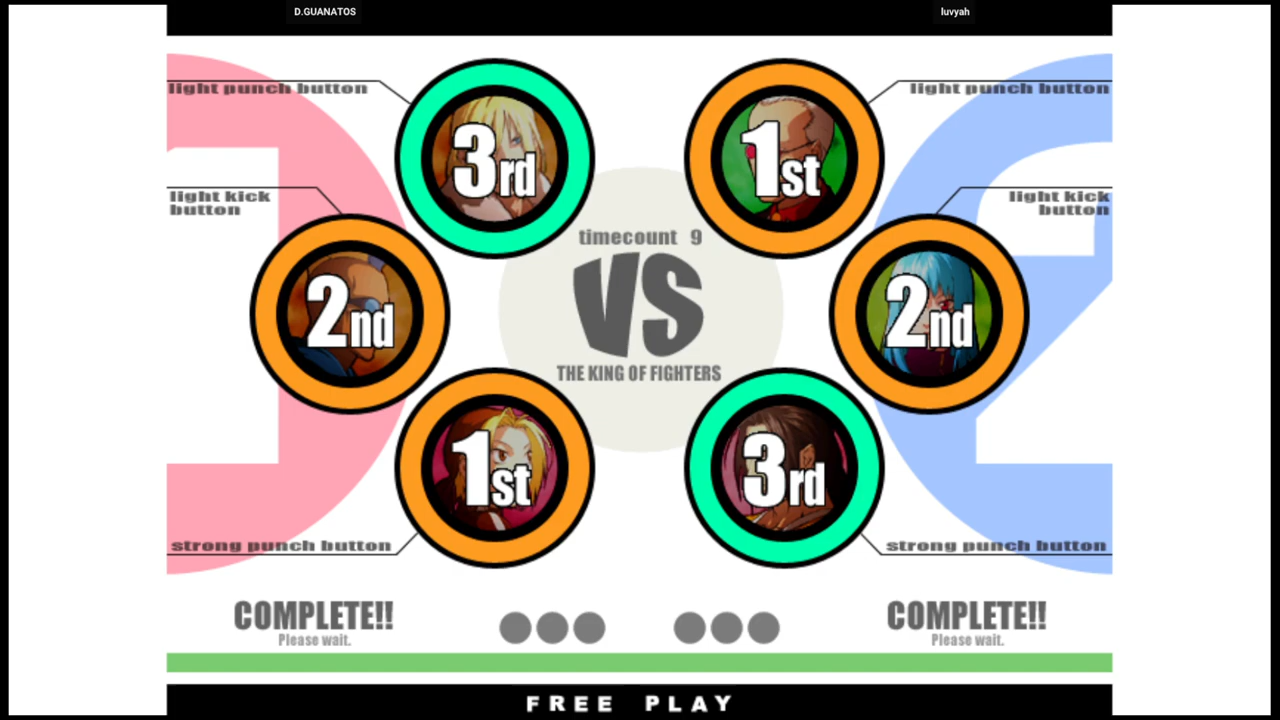 D.GUANATOS
luvyah
light punch button
light punch button
3rd
1st
light kick
button
light kick
button
timecount 9
2nd
VS
2nd
THE KING OF FIGHTERS
1st
3rd
strong punch button
strong punch button
COMPLETE!!
Please wait.
COMPLETE!!
Please wait.
FREE PLAY